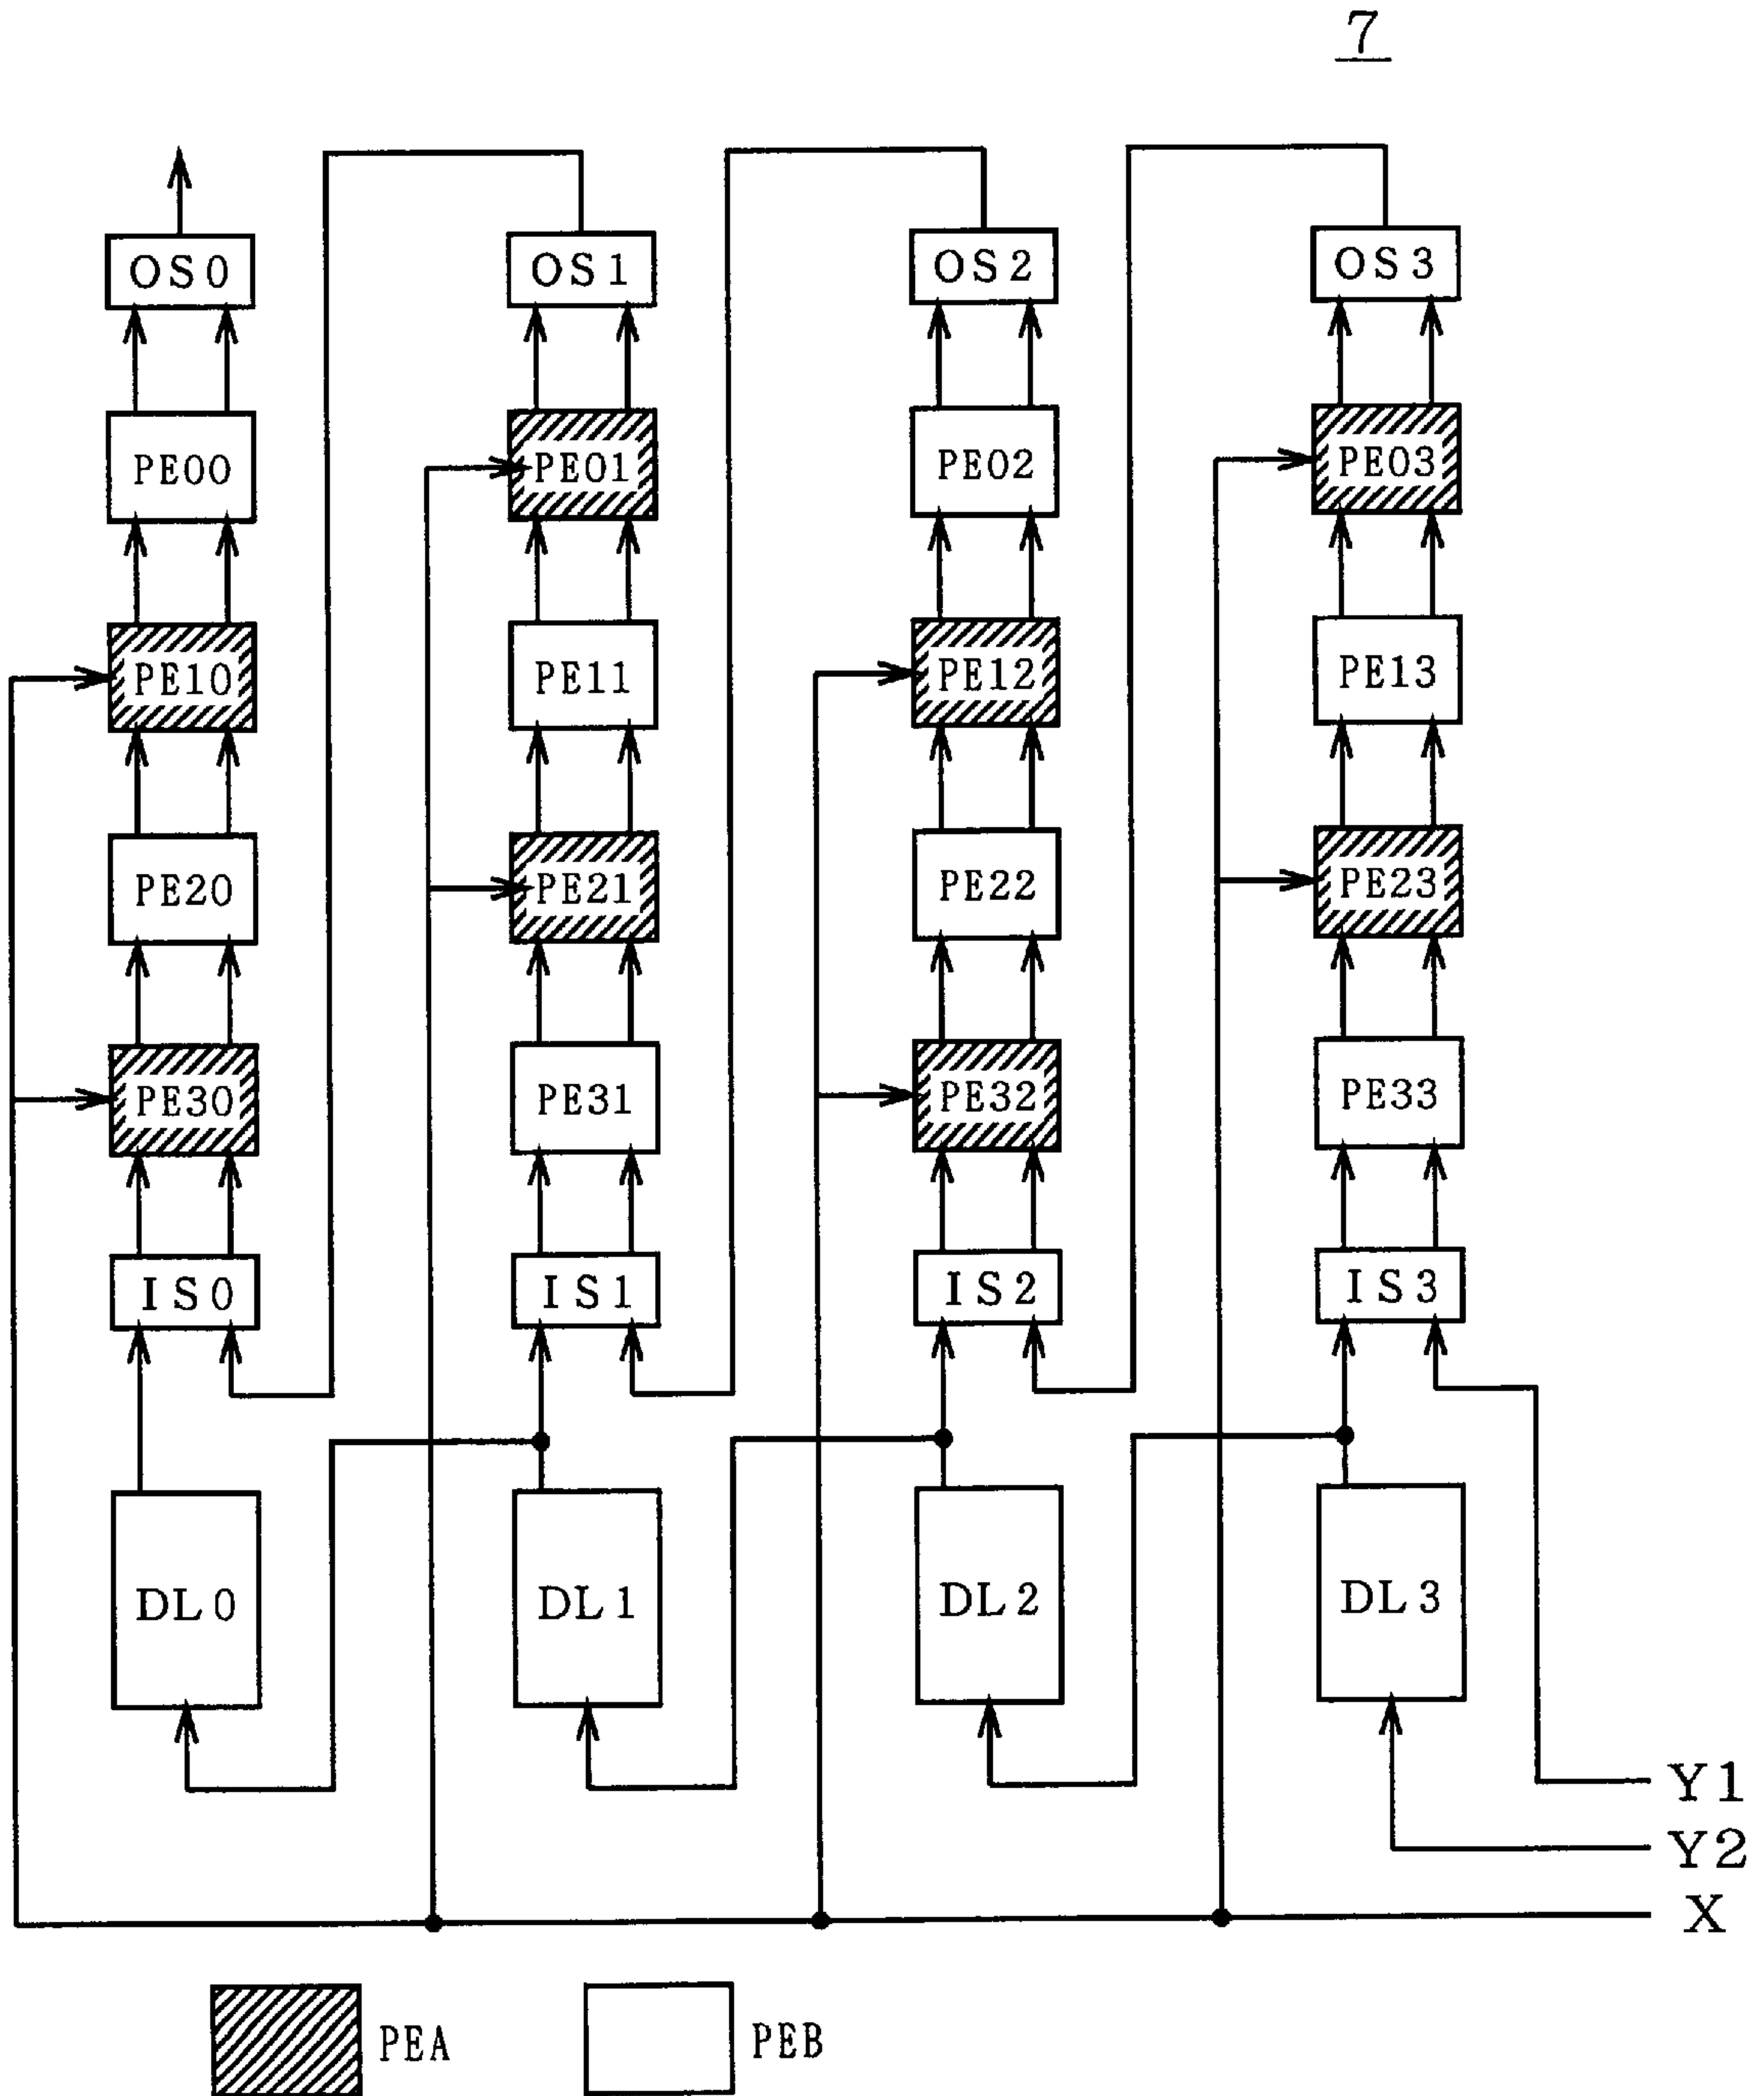 7
OS0 OS1 OS2 OS3
PE00 PE01 PE02 PE03
PE10 PE11 PE12 PE13
PE20 PE21 PE22 PE23
PE30 PE31 PE32 PE33
IS0 IS1 IS2 IS3
DL0 DL1 DL2 DL3
Y1
Y2
X
PEA PEB